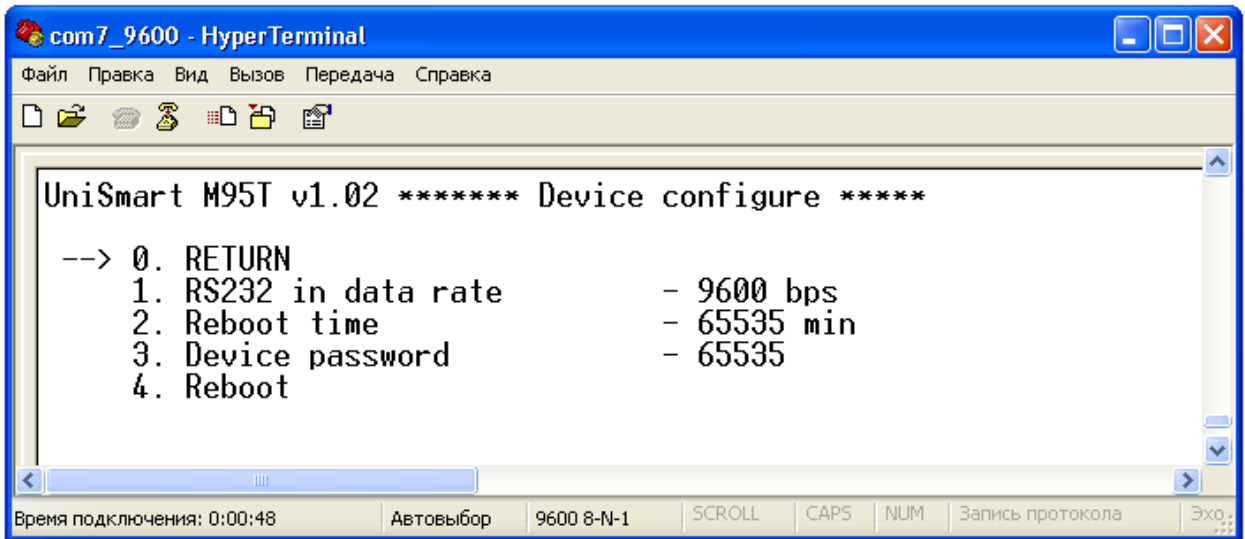 com7_9600 - HyperTerminal
Файл Правка Вид Вызов Передача Справка
UniSmart M95T v1.02 ******* Device configure *****
--> 0. RETURN
1. RS232 in data rate - 9600 bps
2. Reboot time - 65535 min
3. Device password - 65535
4. Reboot
Время подключения: 0:00:48 Автовыбор 9600 8-N-1 SCROLL CAPS NUM Запись протокола Эхо